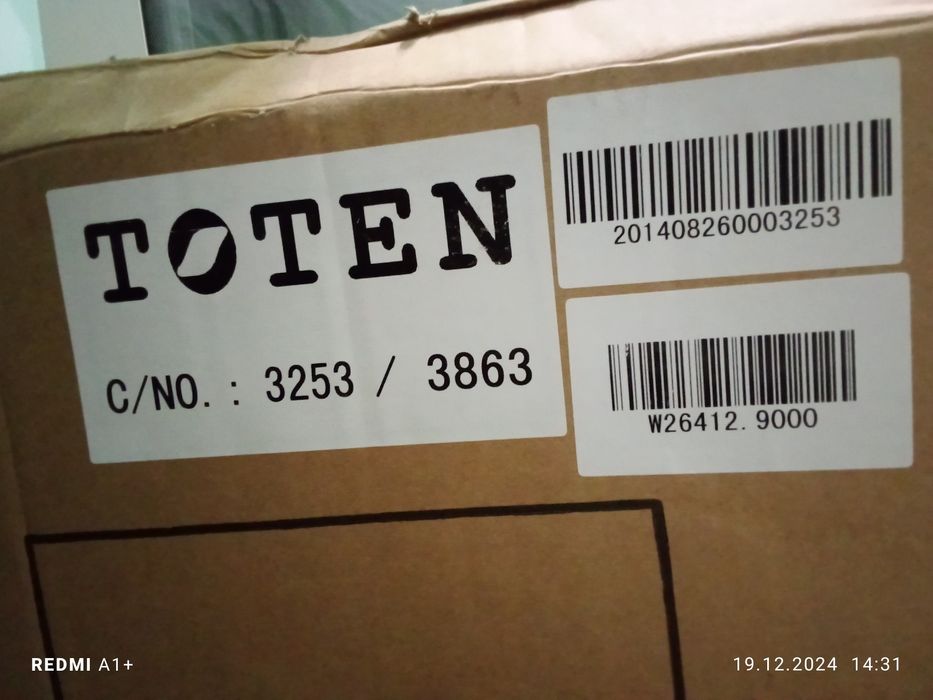 TOTEN
C/NO. : 3253 / 3863
201408260003253
W26412. 9000
REDMI A1+
19.12.2024 14:31